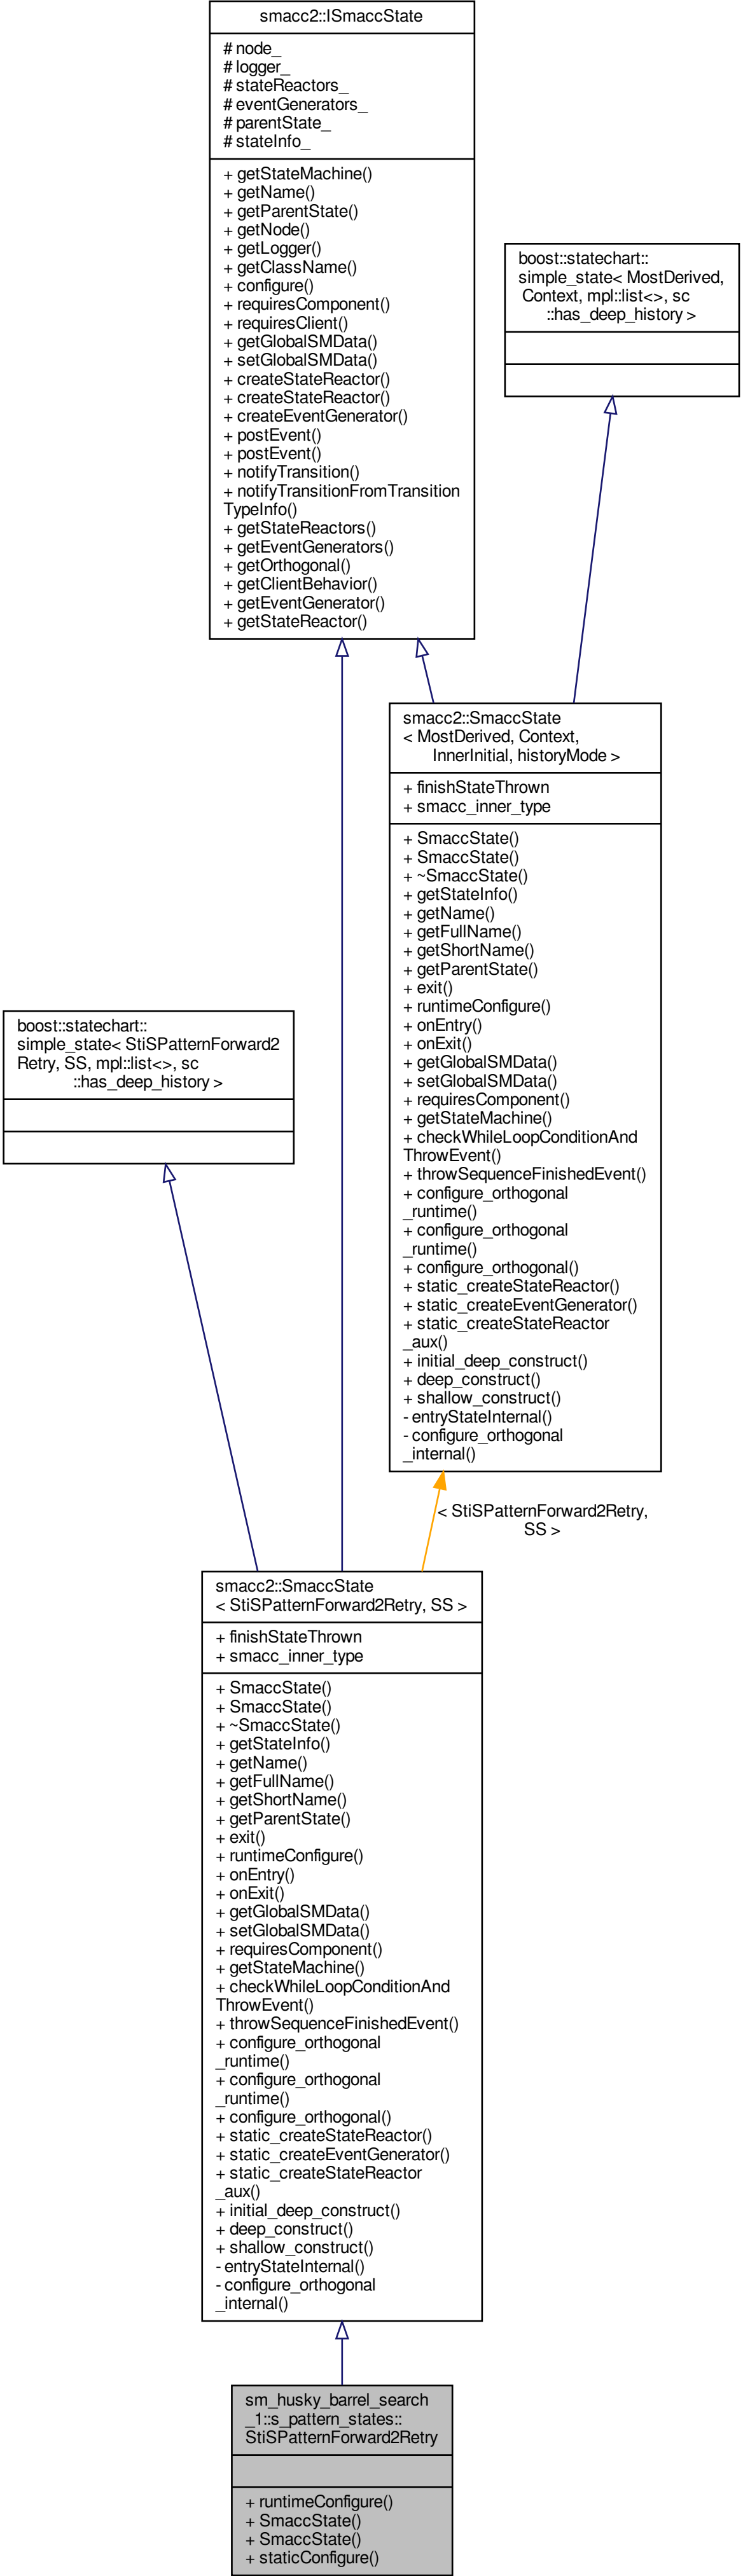 smacc2::ISmaccState
# node_
# logger_
# stateReactors_
# eventGenerators_
# parentState_
# stateInfo_
+ getStateMachine()
+ getName()
+ getParentState()
+ getNode()
+ getLogger()
+ getClassName()
+ configure()
+ requiresComponent()
+ requiresClient()
+ getGlobalSMData()
+ setGlobalSMData()
+ createStateReactor()
+ createStateReactor()
+ createEventGenerator()
+ postEvent()
+ postEvent()
+ notifyTransition()
+ notifyTransitionFromTransition
TypeInfo()
+ getStateReactors()
+ getEventGenerators()
+ getOrthogonal()
+ getClientBehavior()
+ getEventGenerator()
+ getStateReactor()
boost::statechart::
simple_state< MostDerived,
Context, mpl::list<>, sc
::has_deep_history >
smacc2::SmaccState
< MostDerived, Context,
InnerInitial, historyMode >
+ finishStateThrown
+ smacc_inner_type
+ SmaccState()
+ SmaccState()
+ ~SmaccState()
+ getStateInfo()
+ getName()
+ getFullName()
+ getShortName()
+ getParentState()
+ exit()
+ runtimeConfigure()
+ onEntry()
+ onExit()
+ getGlobalSMData()
+ setGlobalSMData()
+ requiresComponent()
+ getStateMachine()
+ checkWhileLoopConditionAnd
ThrowEvent()
+ throwSequenceFinishedEvent()
+ configure_orthogonal
_runtime()
+ configure_orthogonal
_runtime()
+ configure_orthogonal()
+ static_createStateReactor()
+ static_createEventGenerator()
+ static_createStateReactor
_aux()
+ initial_deep_construct()
+ deep_construct()
+ shallow_construct()
- entryStateInternal()
- configure_orthogonal
_internal()
boost::statechart::
simple_state< StiSPatternForward2
Retry, SS, mpl::list<>, sc
::has_deep_history >
< StiSPatternForward2Retry,
SS >
smacc2::SmaccState
< StiSPatternForward2Retry, SS >
+ finishStateThrown
+ smacc_inner_type
+ SmaccState()
+ SmaccState()
+ ~SmaccState()
+ getStateInfo()
+ getName()
+ getFullName()
+ getShortName()
+ getParentState()
+ exit()
+ runtimeConfigure()
+ onEntry()
+ onExit()
+ getGlobalSMData()
+ setGlobalSMData()
+ requiresComponent()
+ getStateMachine()
+ checkWhileLoopConditionAnd
ThrowEvent()
+ throwSequenceFinishedEvent()
+ configure_orthogonal
_runtime()
+ configure_orthogonal
_runtime()
+ configure_orthogonal()
+ static_createStateReactor()
+ static_createEventGenerator()
+ static_createStateReactor
_aux()
+ initial_deep_construct()
+ deep_construct()
+ shallow_construct()
- entryStateInternal()
- configure_orthogonal
_internal()
sm_husky_barrel_search
_1::s_pattern_states::
StiSPatternForward2Retry
+ runtimeConfigure()
+ SmaccState()
+ SmaccState()
+ staticConfigure()